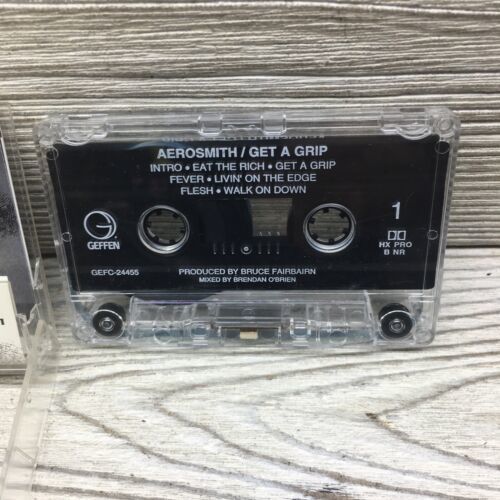 AEROSMITH / GET A GRIP
INTRO • EAT THE RICH • GET A GRIP
FEVER • LIVIN' ON THE EDGE
FLESH • WALK ON DOWN
GEFFEN
1
HX PRO
B NR
GEFC-24455
PRODUCED BY BRUCE FAIRBAIRN
MIXED BY BRENDAN O'BRIEN